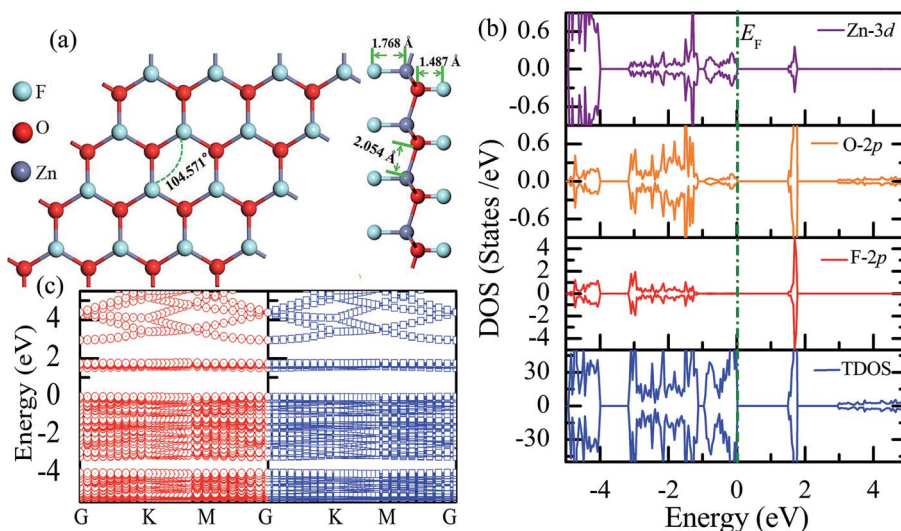 (a)
F
O
Zn
104.571°
1.768 Å
1.487 Å
2.054 Å
(b)
E_F
Zn-3d
0.6
0.0
-0.6
O-2p
0.6
0.0
-0.6
F-2p
4
2
0
-2
-4
TDOS
30
0
-30
DOS (States /eV)
-4 -2 0 2 4
Energy (eV)
(c)
4
2
0
-2
-4
Energy (eV)
G K M G K M G